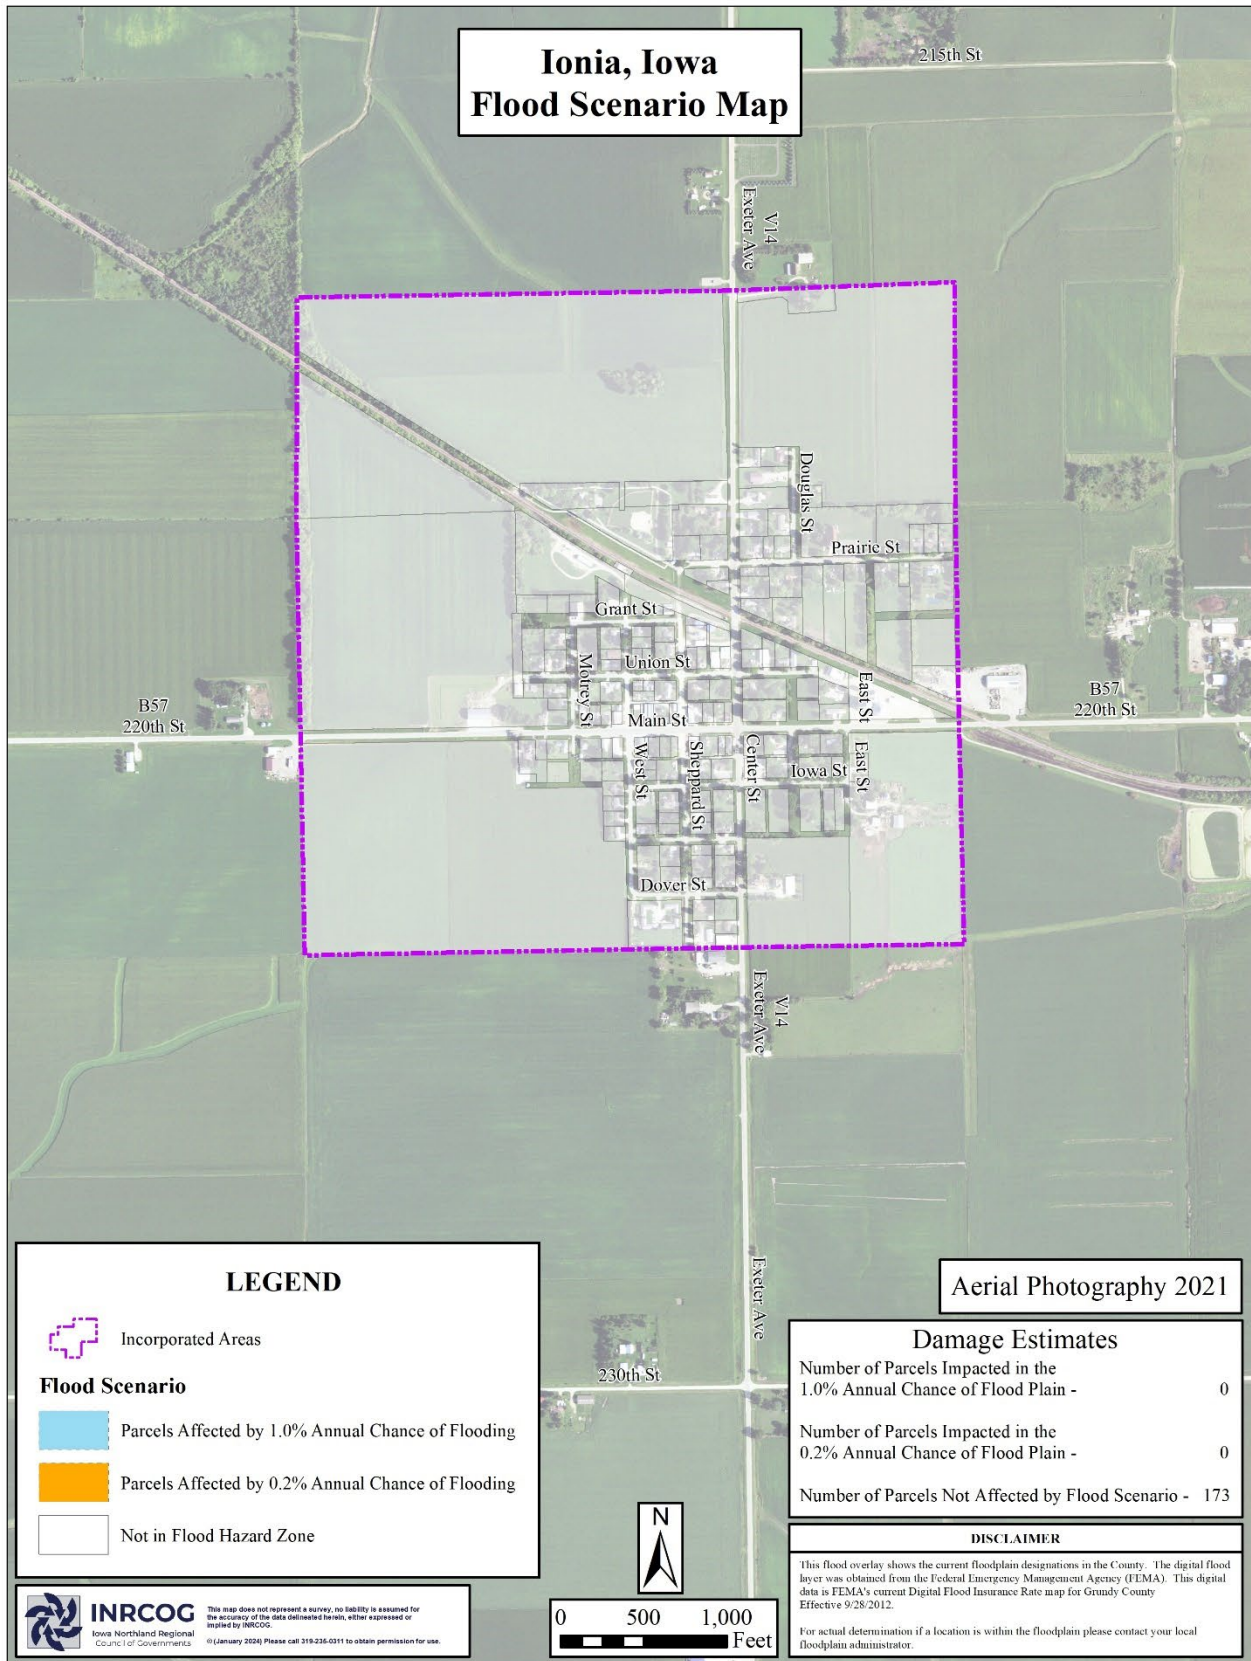 Ionia, Iowa
Flood Scenario Map
215th St
V14
Exeter Ave
Douglas St
Prairie St
Grant St
Union St
Motrey St
East St
B57
220th St
Main St
B57
220th St
West St
Sheppard St
Center St
Iowa St
East St
Dover St
V14
Exeter Ave
Exeter Ave
230th St
LEGEND
Incorporated Areas
Flood Scenario
Parcels Affected by 1.0% Annual Chance of Flooding
Parcels Affected by 0.2% Annual Chance of Flooding
Not in Flood Hazard Zone
INRCOG
Iowa Northland Regional
Council of Governments
This map does not represent a survey, no liability is assumed for
the accuracy of the data delineated herein, either expressed or
implied by INRCOG.
© (January 2024) Please call 319-235-0311 to obtain permission for use.
N
0 500 1,000
Feet
Aerial Photography 2021
Damage Estimates
Number of Parcels Impacted in the
1.0% Annual Chance of Flood Plain - 0
Number of Parcels Impacted in the
0.2% Annual Chance of Flood Plain - 0
Number of Parcels Not Affected by Flood Scenario - 173
DISCLAIMER
This flood overlay shows the current floodplain designations in the County. The digital flood
layer was obtained from the Federal Emergency Management Agency (FEMA). This digital
data is FEMA's current Digital Flood Insurance Rate map for Grundy County
Effective 9/28/2012.
For actual determination if a location is within the floodplain please contact your local
floodplain administrator.